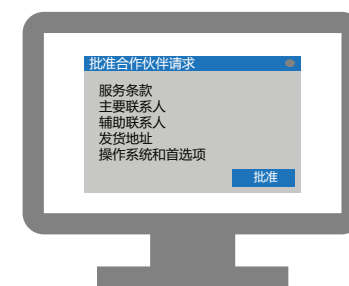 批准合作伙伴请求
服务条款
主要联系人
辅助联系人
发货地址
操作系统和首选项
批准